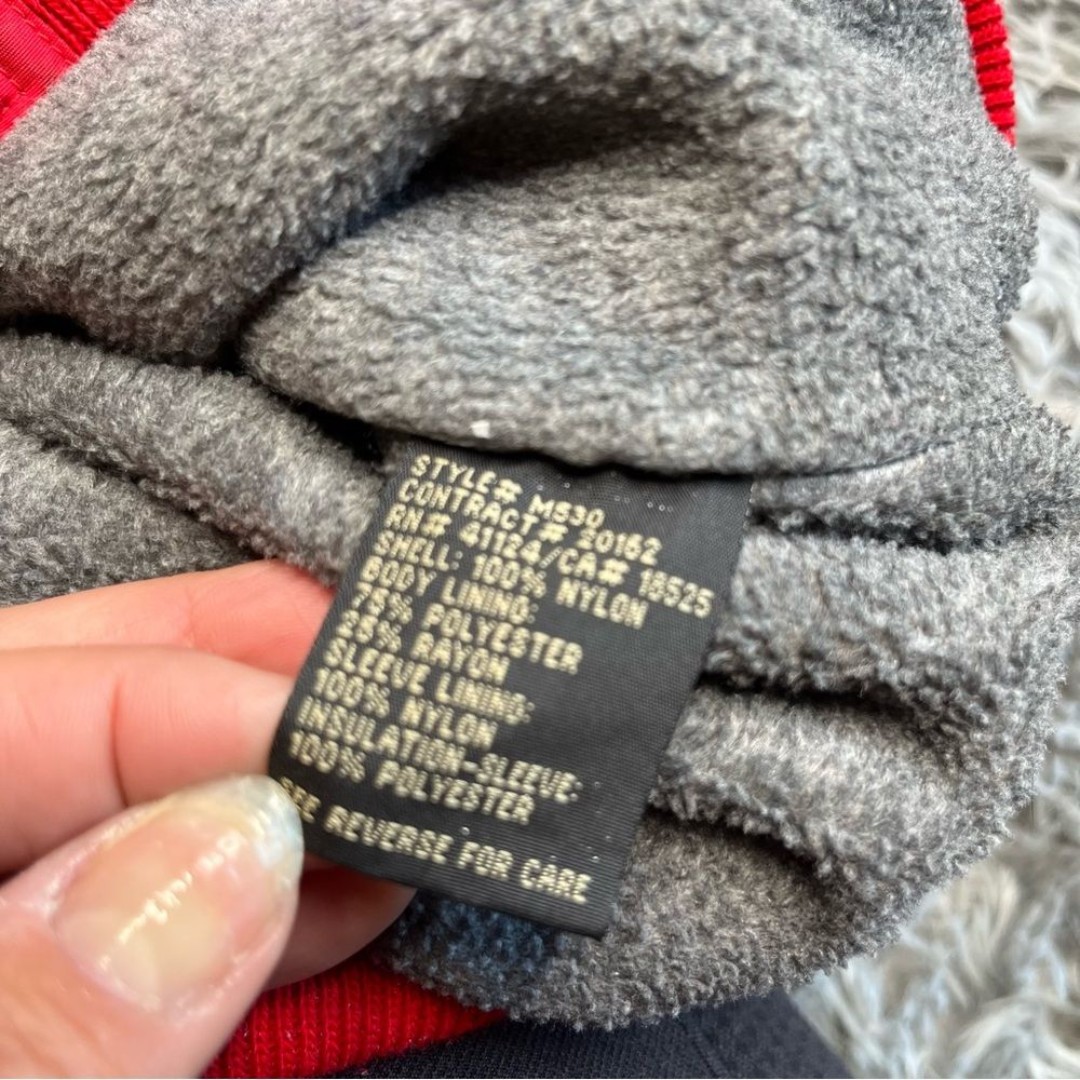 STYLE# M530
CONTRACT# 20162
RN# 41124/CA# 18525
SHELL: 100% NYLON
BODY LINING:
75% POLYESTER
25% RAYON
SLEEVE LINING:
100% NYLON
INSULATION-SLEEVE:
100% POLYESTER
SEE REVERSE FOR CARE